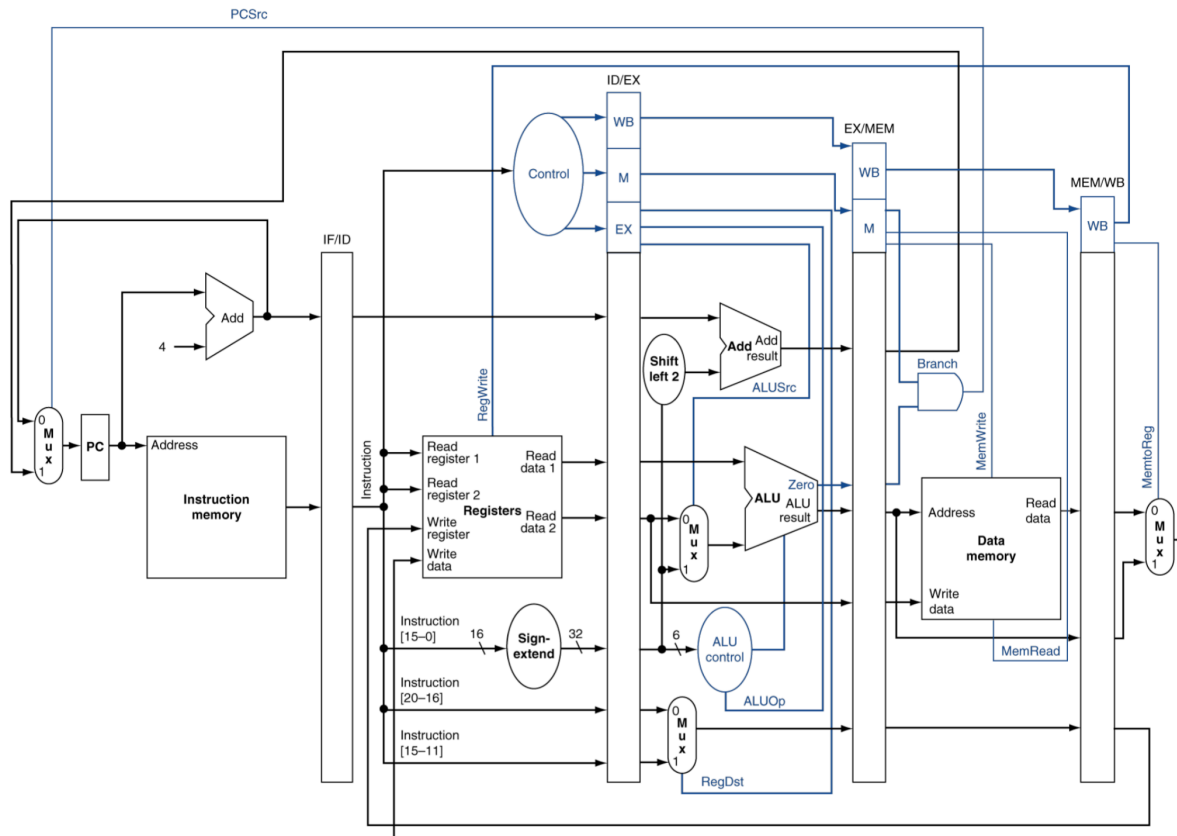 PCSrc
ID/EX
WB
EX/MEM
Control
M
WB
MEM/WB
EX
M
WB
IF/ID
Add
4
Add Add
result
Shift
left 2
Branch
ALUSrc
RegWrite
MemWrite
MemtoReg
0
M
u
x
1
PC
Address
Instruction
memory
Instruction
Read
register 1
Read
register 2
Write
register
Write
data
Registers
Read
data 1
Read
data 2
0
M
u
x
1
Zero
ALU
ALU
result
Address
Read
data
Data
memory
Write
data
0
M
u
x
1
MemRead
Instruction
[15–0]
16
Sign-
extend
32
6
ALU
control
ALUOp
Instruction
[20–16]
Instruction
[15–11]
0
M
u
x
1
RegDst